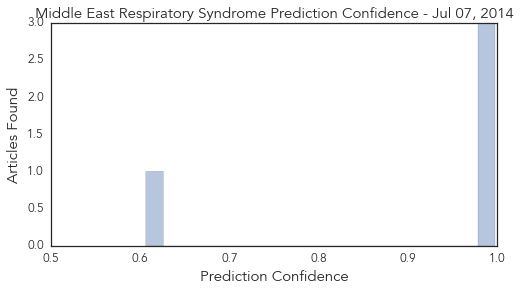 Middle East Respiratory Syndrome Prediction Confidence - Jul 07, 2014
3.0
2.5
2.0
1.5
1.0
0.5
0.0
Articles Found
0.5 0.6 0.7 0.8 0.9 1.0
Prediction Confidence